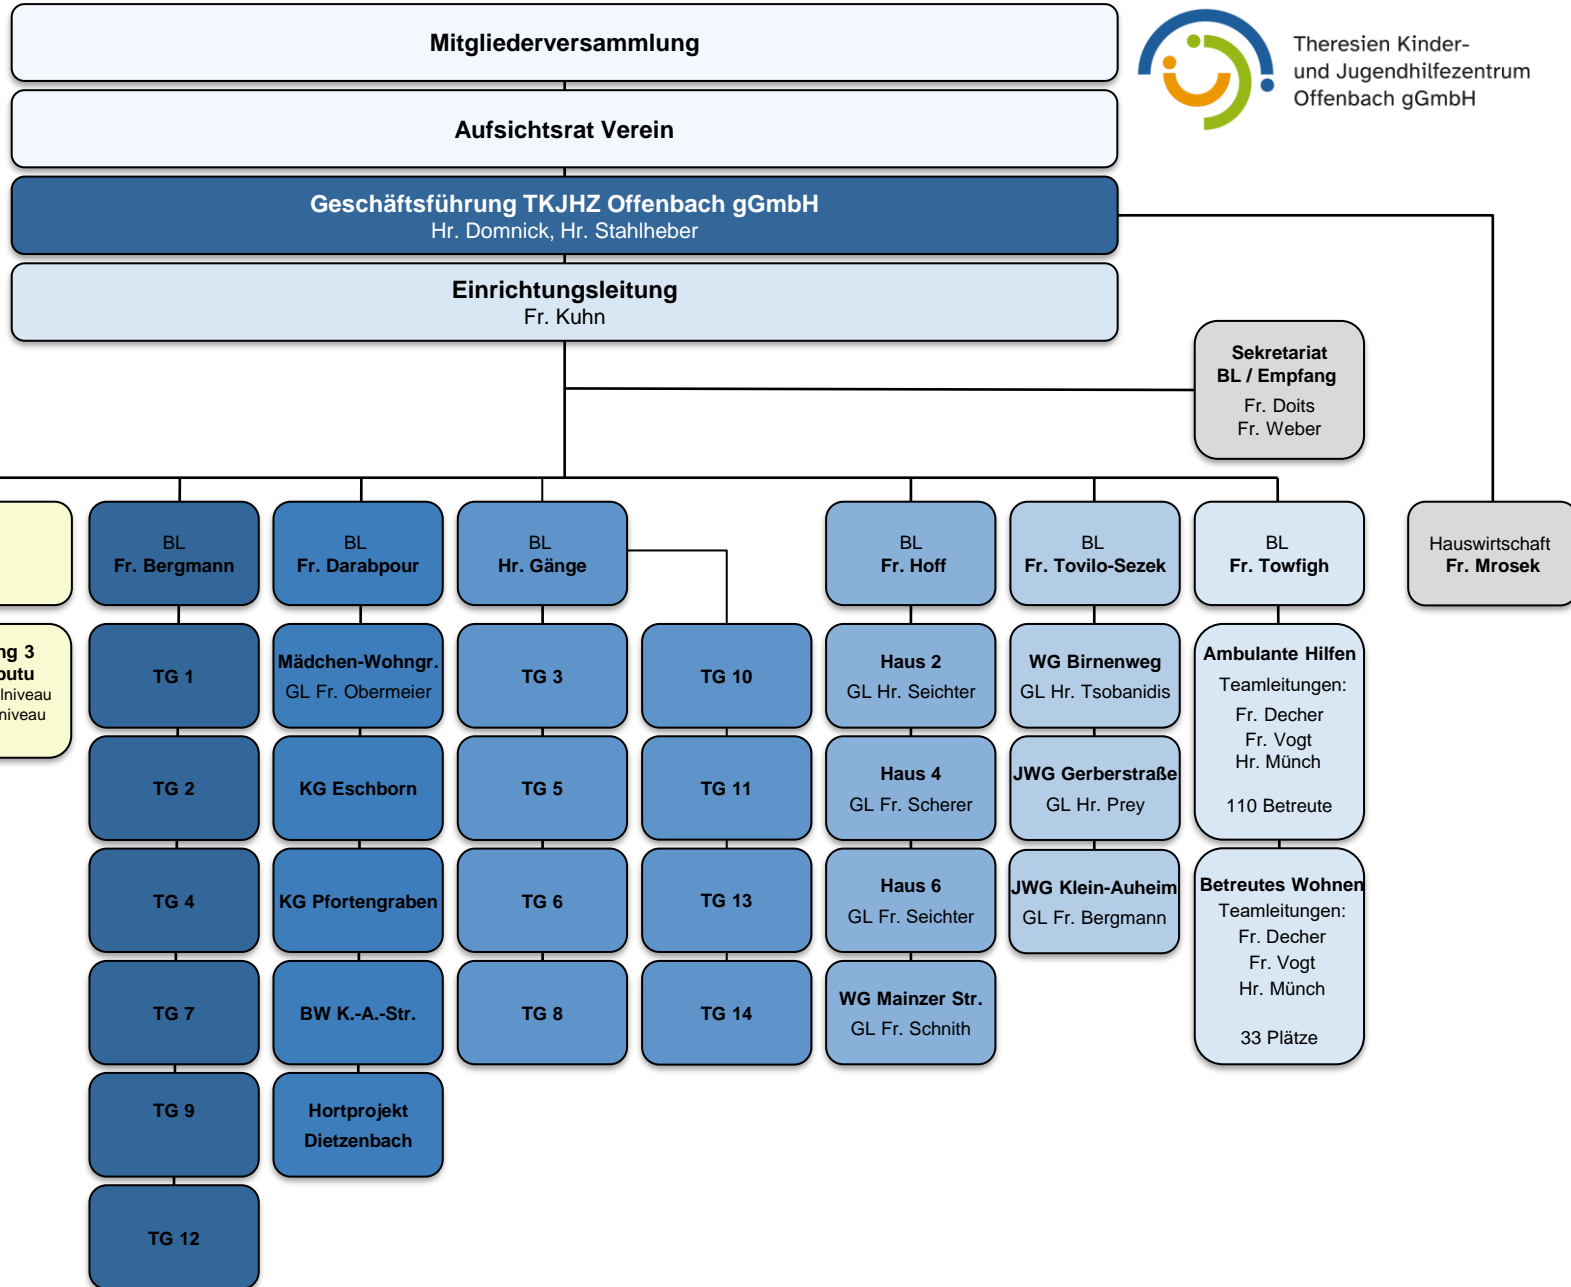 Mitgliederversammlung
Theresien Kinder-
und Jugendhilfezentrum
Offenbach gGmbH
Aufsichtsrat Verein
Geschäftsführung TKJHZ Offenbach gGmbH
Hr. Domnick, Hr. Stahlheber
Einrichtungsleitung
Fr. Kuhn
Sekretariat
BL / Empfang
Fr. Doits
Fr. Weber
BL
Fr. Bergmann
BL
Fr. Darabpour
BL
Hr. Gänge
BL
Fr. Hoff
BL
Fr. Tovilo-Sezek
BL
Fr. Towfigh
Hauswirtschaft
Fr. Mrosek
TG 1
TG 2
TG 4
TG 7
TG 9
TG 12
Mädchen-Wohngr.
GL Fr. Obermeier
KG Eschborn
KG Pfortengraben
BW K.-A.-Str.
Hortprojekt
Dietzenbach
TG 3
TG 5
TG 6
TG 8
TG 10
TG 11
TG 13
TG 14
Haus 2
GL Hr. Seichter
Haus 4
GL Fr. Scherer
Haus 6
GL Fr. Seichter
WG Mainzer Str.
GL Fr. Schnith
WG Birnenweg
GL Hr. Tsobanidis
JWG Gerberstraße
GL Hr. Prey
JWG Klein-Auheim
GL Fr. Bergmann
Ambulante Hilfen
Teamleitungen:
Fr. Decher
Fr. Vogt
Hr. Münch
110 Betreute
Betreutes Wohnen
Teamleitungen:
Fr. Decher
Fr. Vogt
Hr. Münch
33 Plätze